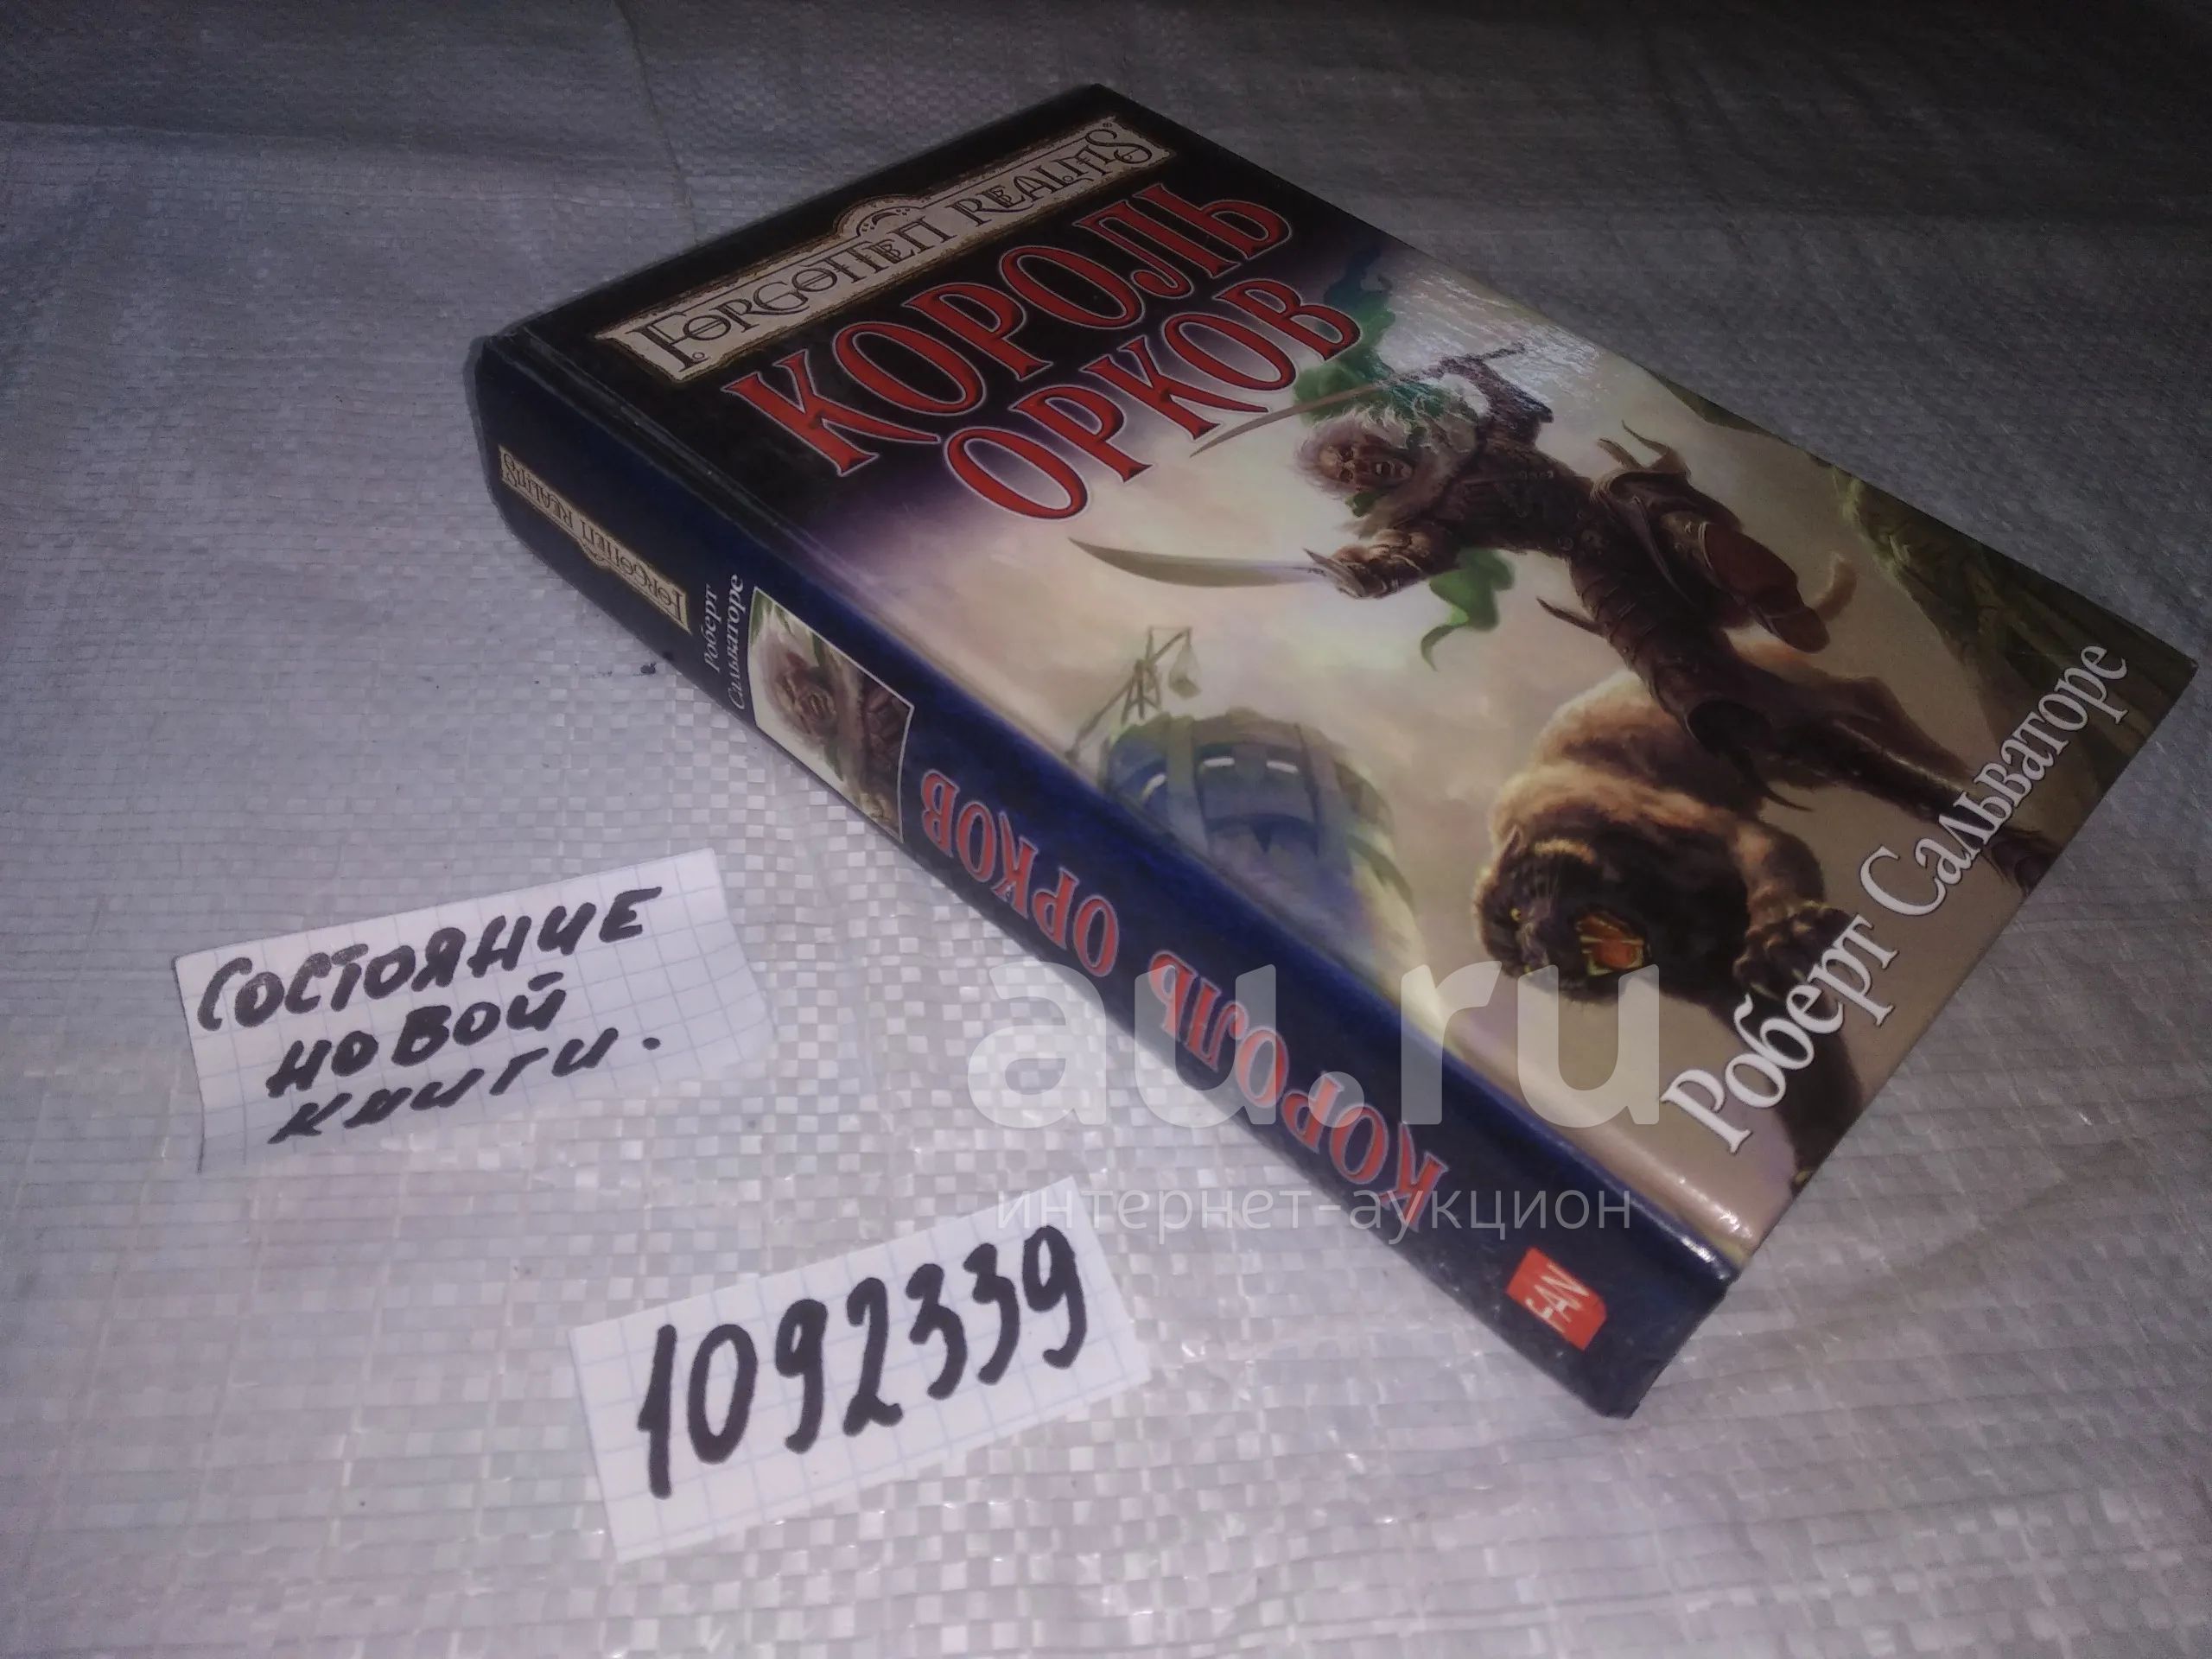 FORGOTTEN REALMS
КОРОЛЬ
ОРКОВ
Роберт Сальваторе
FORGOTTEN REALMS
Роберт
Сальваторе
КОРОЛЬ ОРКОВ
FAN
СОСТОЯНИЕ
НОВОЙ
КНИГИ.
1092339
au.ru
интернет-аукцион